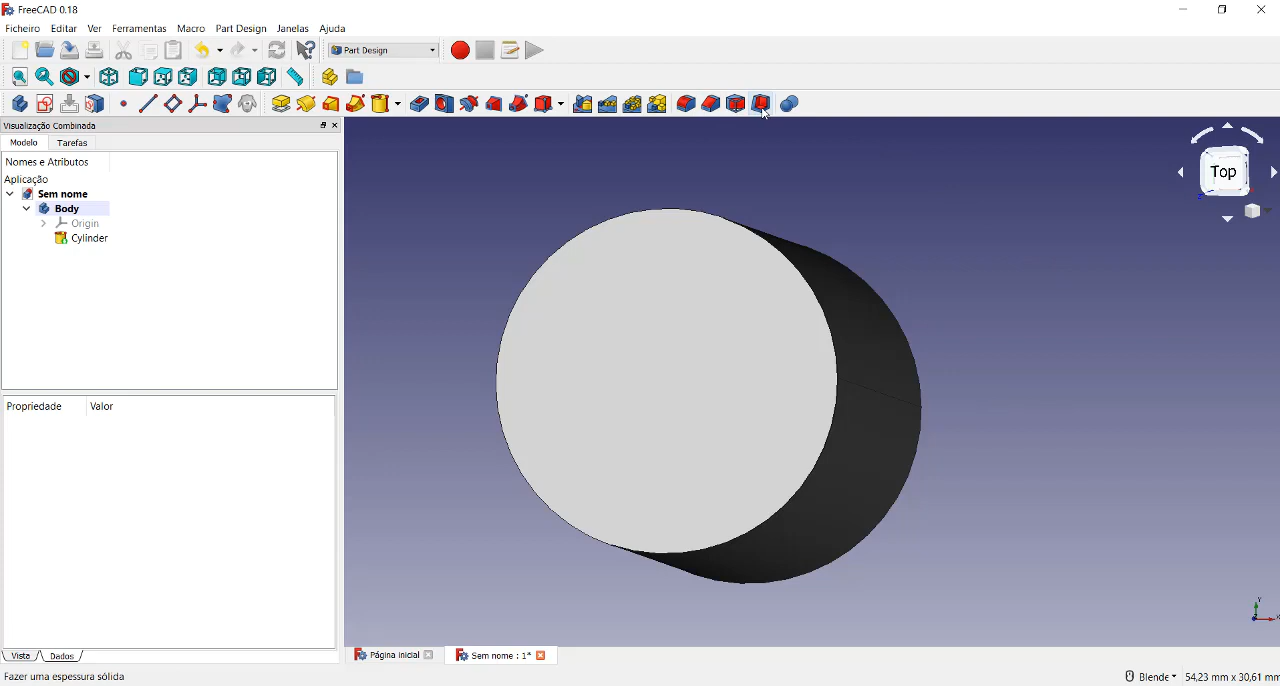 FreeCAD 0.18
Ficheiro Editar Ver Ferramentas Macro Part Design Janelas Ajuda
Part Design
Visualização Combinada
Modelo Tarefas
Nomes e Atributos
Aplicação
Sem nome
Body
Origin
Cylinder
Top
Propriedade Valor
Y
X
Z
Vista Dados
Página inicial Sem nome : 1*
Fazer uma espessura sólida
Blende 54,23 mm x 30,61 mm